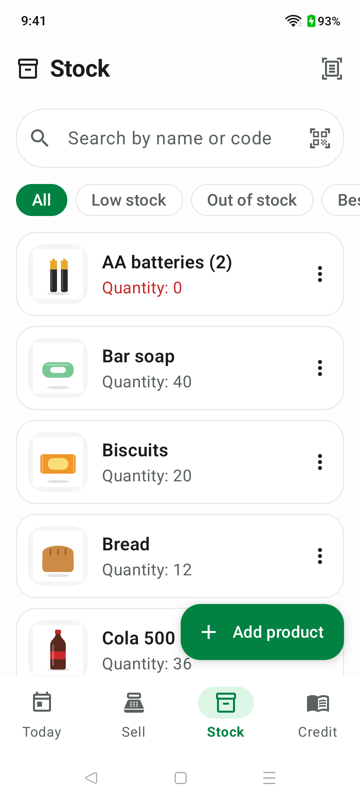 9:41
93%
Stock
Search by name or code
All
Low stock
Out of stock
AA batteries (2)
Quantity: 0
Bar soap
Quantity: 40
Biscuits
Quantity: 20
Bread
Quantity: 12
Cola 500
Quantity: 36
Add product
Today
Sell
Stock
Credit